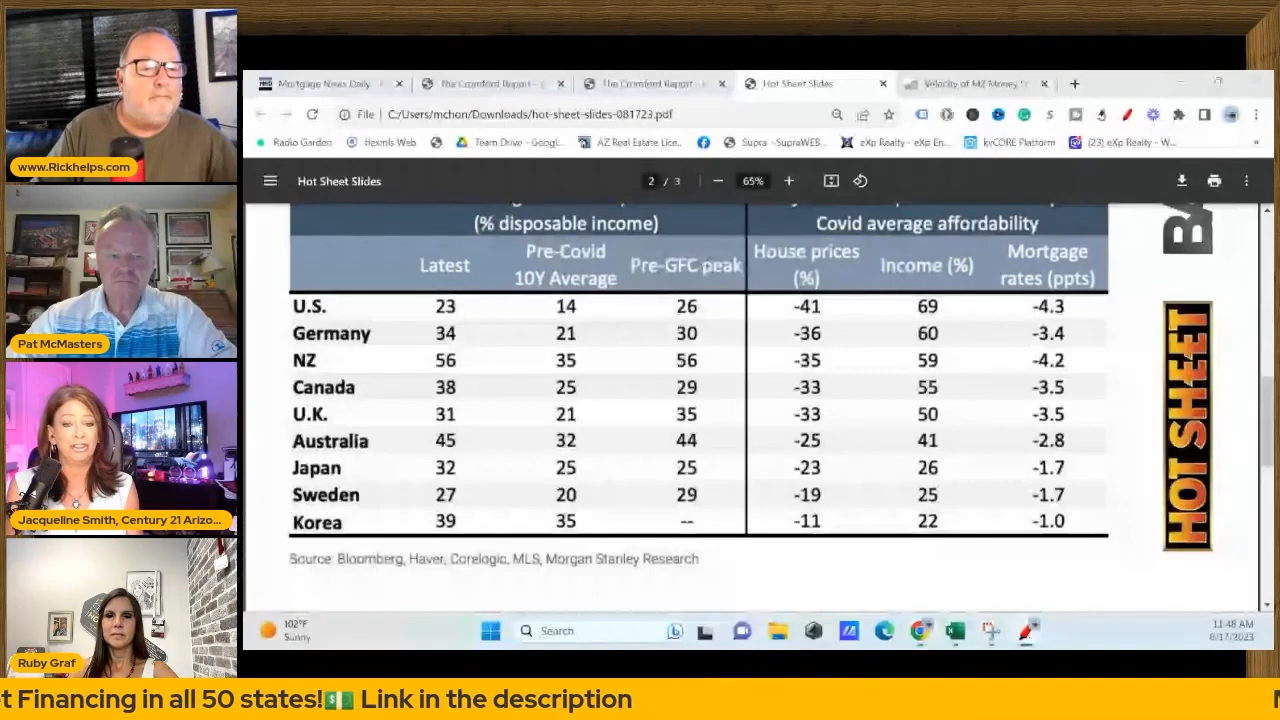 Mortgage News Daily
The Cromford Report
The Cromford Report
Hot Sheet Slides
Velocity of MZ Money
File
C:/Users/mchon/Downloads/hot-sheet-slides-081723.pdf
Radio Garden
Team Drive - Googl...
AZ Real Estate Lice..
Supra ~SupraWEB...
eXp Realty - eXp En...
kvCORE Platform
(23) eXp Realty - W...
Hot Sheet Slides
2 / 3
65%
(% disposable income)
Covid average affordability
Latest
Pre-Covid
10Y Average
Pre-GFC peak
House prices
(%)
Income (%)
Mortgage
rates (ppts)
U.S. 23 14 26 -41 69 -4.3
Germany 34 21 30 -36 60 -3.4
NZ 56 35 56 -35 59 -4.2
Canada 38 25 29 -33 55 -3.5
U.K. 31 21 35 -33 50 -3.5
Australia 45 32 44 -25 41 -2.8
Japan 32 25 25 -23 26 -1.7
Sweden 27 20 29 -19 25 -1.7
Korea 39 35 -- -11 22 -1.0
Source: Bloomberg, Haver, Corelogic, MLS, Morgan Stanley Research
HOT SHEET
www.Rickhelps.com
Pat McMasters
Jacqueline Smith, Century 21 Arizo...
Ruby Graf
102°F
Sunny
Search
11:48 AM
8/17/2023
Financing in all 50 states!💵 Link in the description